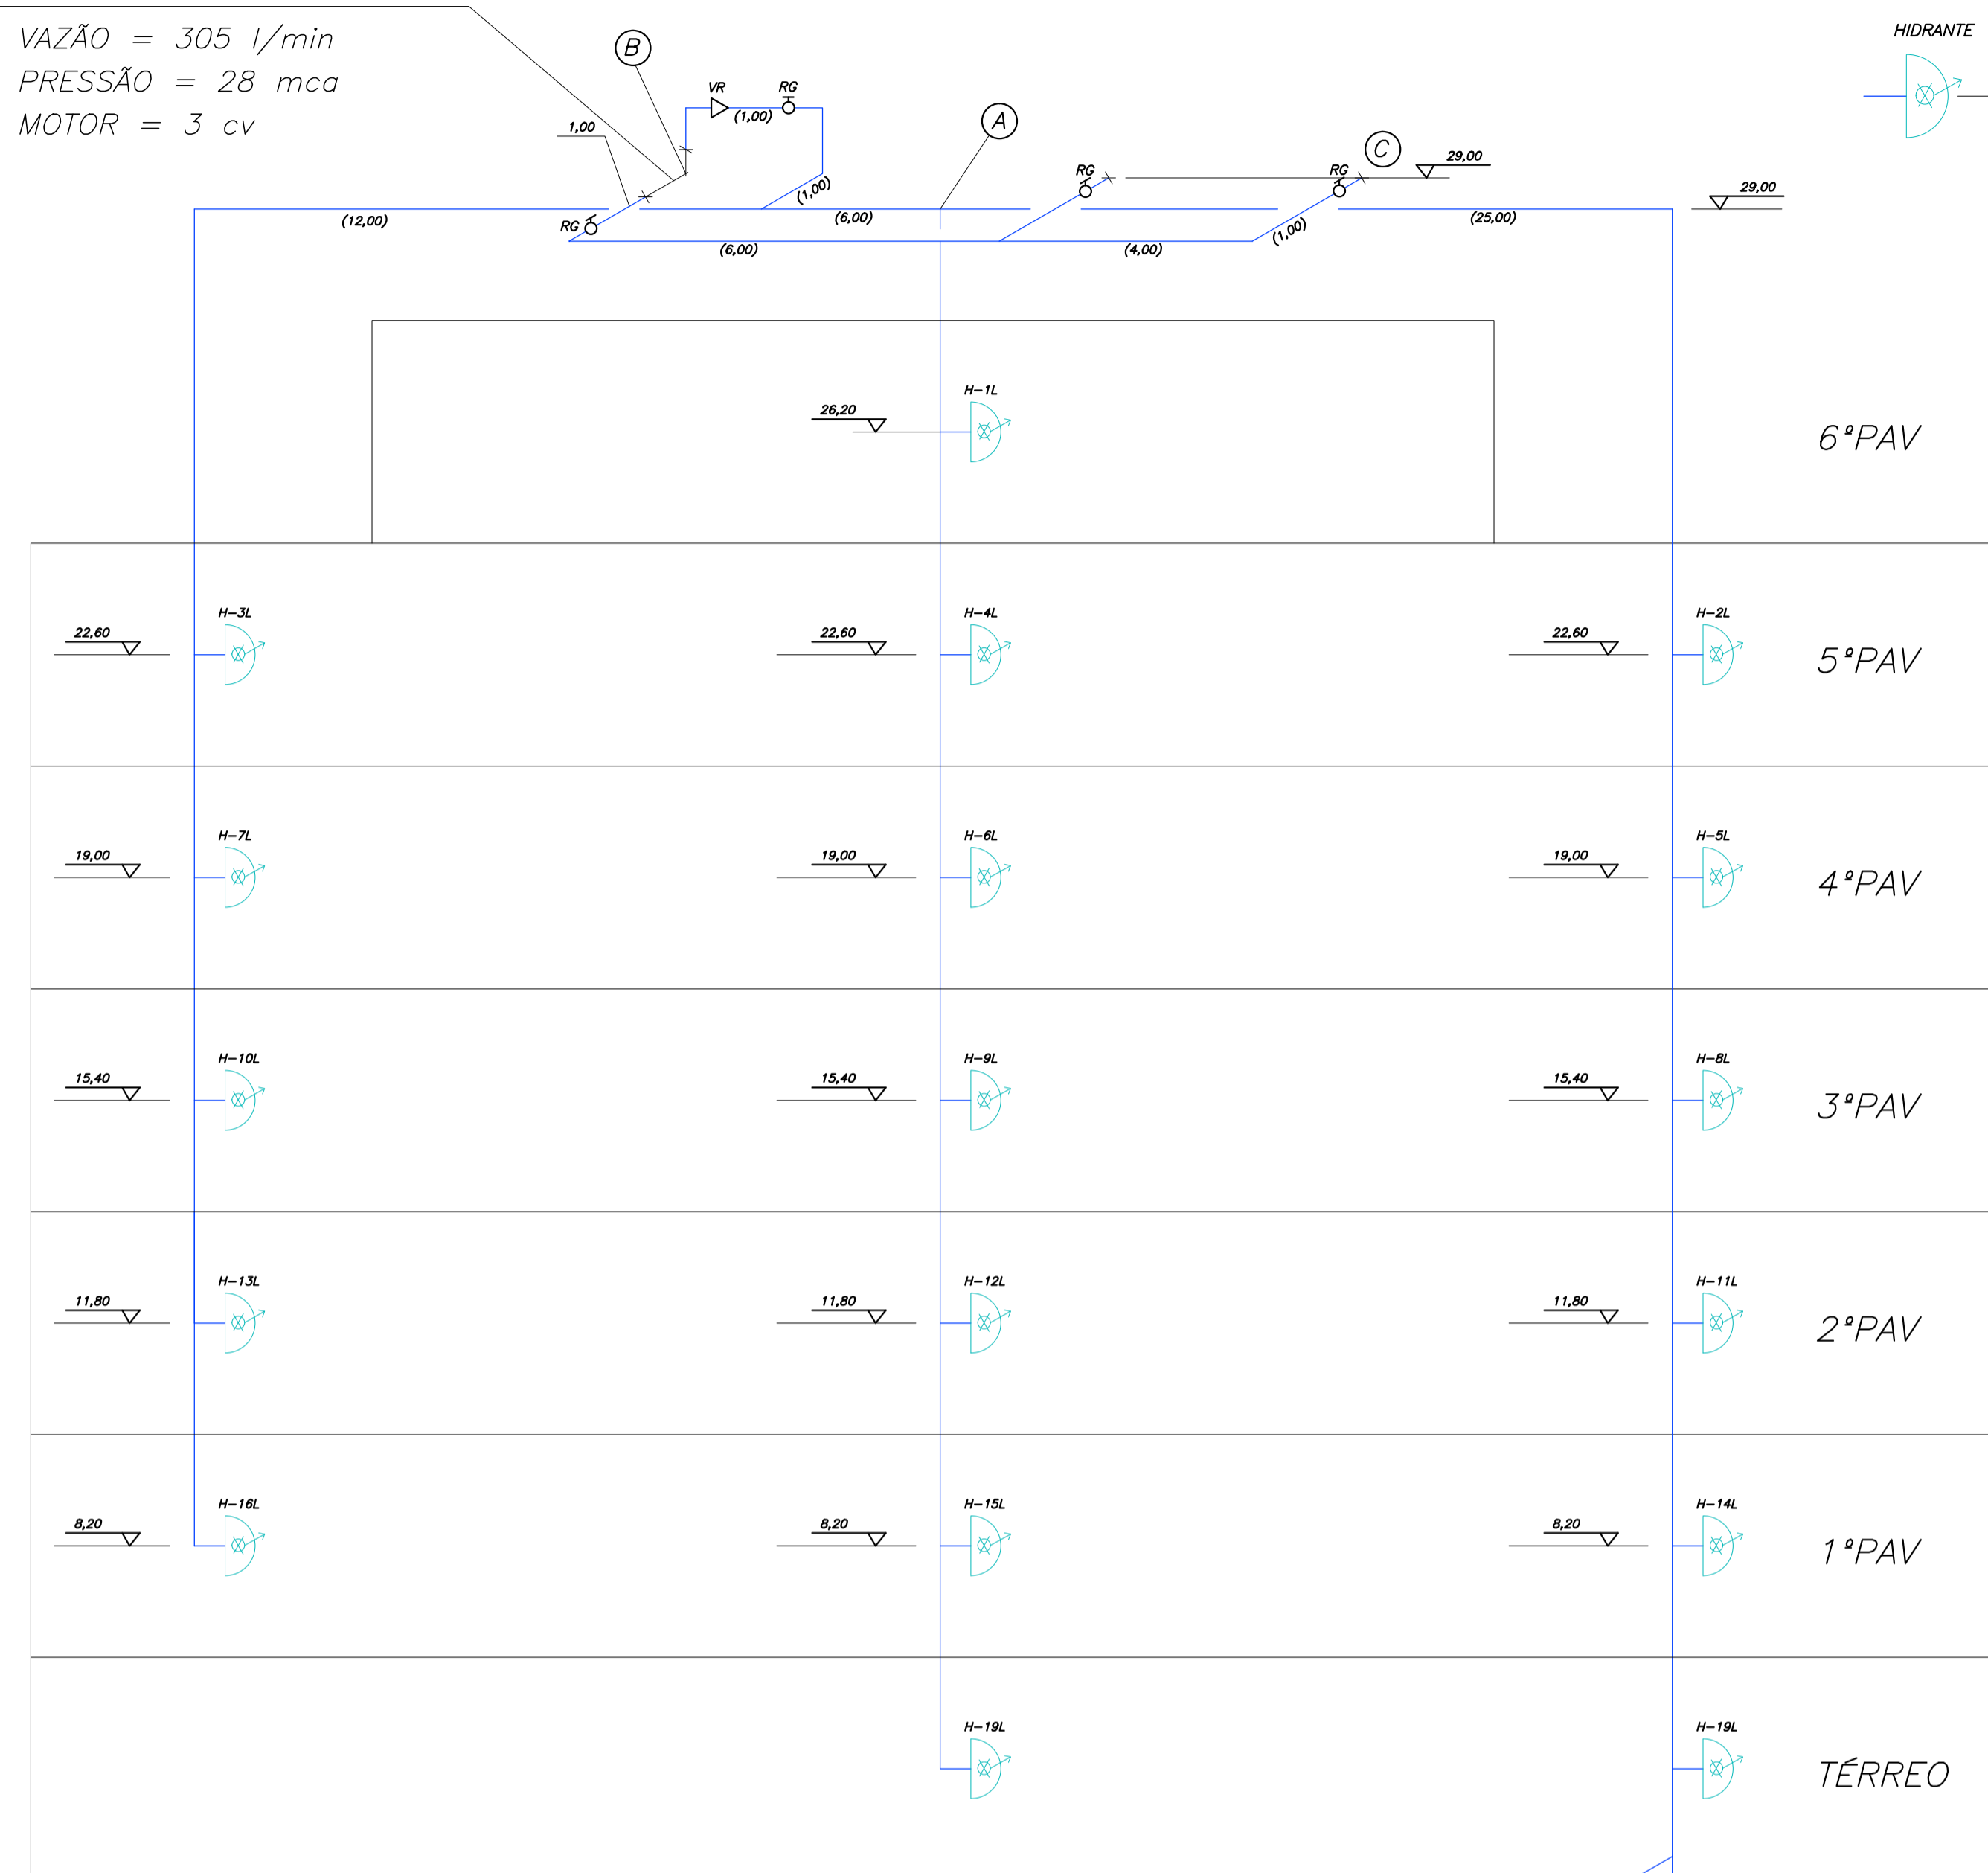 VAZÃO = 305 l/min
PRESSÃO = 28 mca
MOTOR = 3 cv
HIDRANTE
B
VR
RG
(1,00)
A
1,00
C
RG
RG
29,00
29,00
(1,00)
RG
(12,00)
(6,00)
(25,00)
(6,00)
(4,00)
(1,00)
H-1L
26,20
6ºPAV
H-3L
H-4L
H-2L
22,60
22,60
22,60
5ºPAV
H-7L
H-6L
H-5L
19,00
19,00
19,00
4ºPAV
H-10L
H-9L
H-8L
15,40
15,40
15,40
3ºPAV
H-13L
H-12L
H-11L
11,80
11,80
11,80
2ºPAV
H-16L
H-15L
H-14L
8,20
8,20
8,20
1ºPAV
H-19L
H-19L
TÉRREO